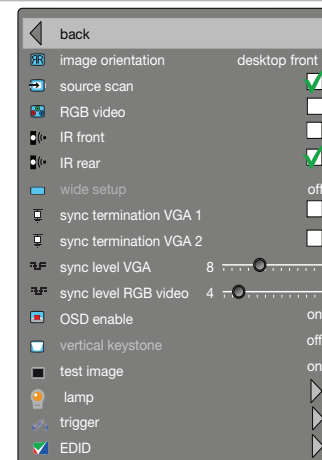 back
image orientation desktop front
source scan
RGB video
IR front
IR rear
wide setup off
sync termination VGA 1
sync termination VGA 2
sync level VGA 8
sync level RGB video 4
OSD enable on
vertical keystone off
test image on
lamp
trigger
EDID